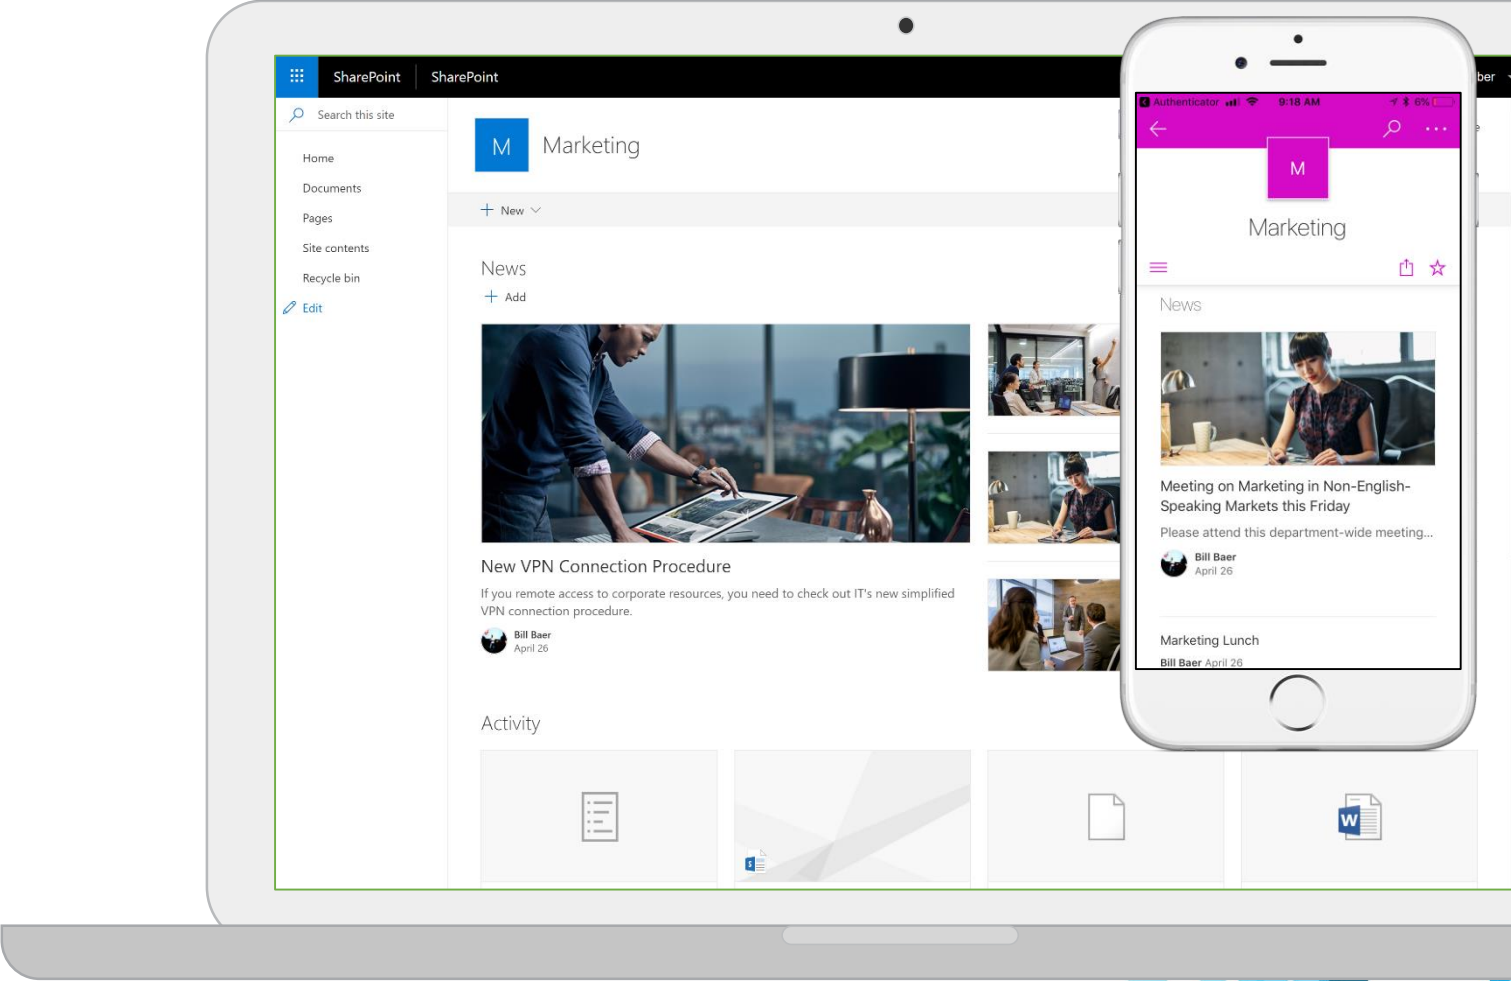 SharePoint
SharePoint
ber
Search this site
Home
Documents
Pages
Site contents
Recycle bin
Edit
M
Marketing
New
News
Add
New VPN Connection Procedure
If you remote access to corporate resources, you need to check out IT's new simplified
VPN connection procedure.
Bill Baer
April 26
Activity
W
Authenticator 9:18 AM 6%
M
Marketing
News
Meeting on Marketing in Non-English-
Speaking Markets this Friday
Please attend this department-wide meeting...
Bill Baer
April 26
Marketing Lunch
Bill Baer April 26